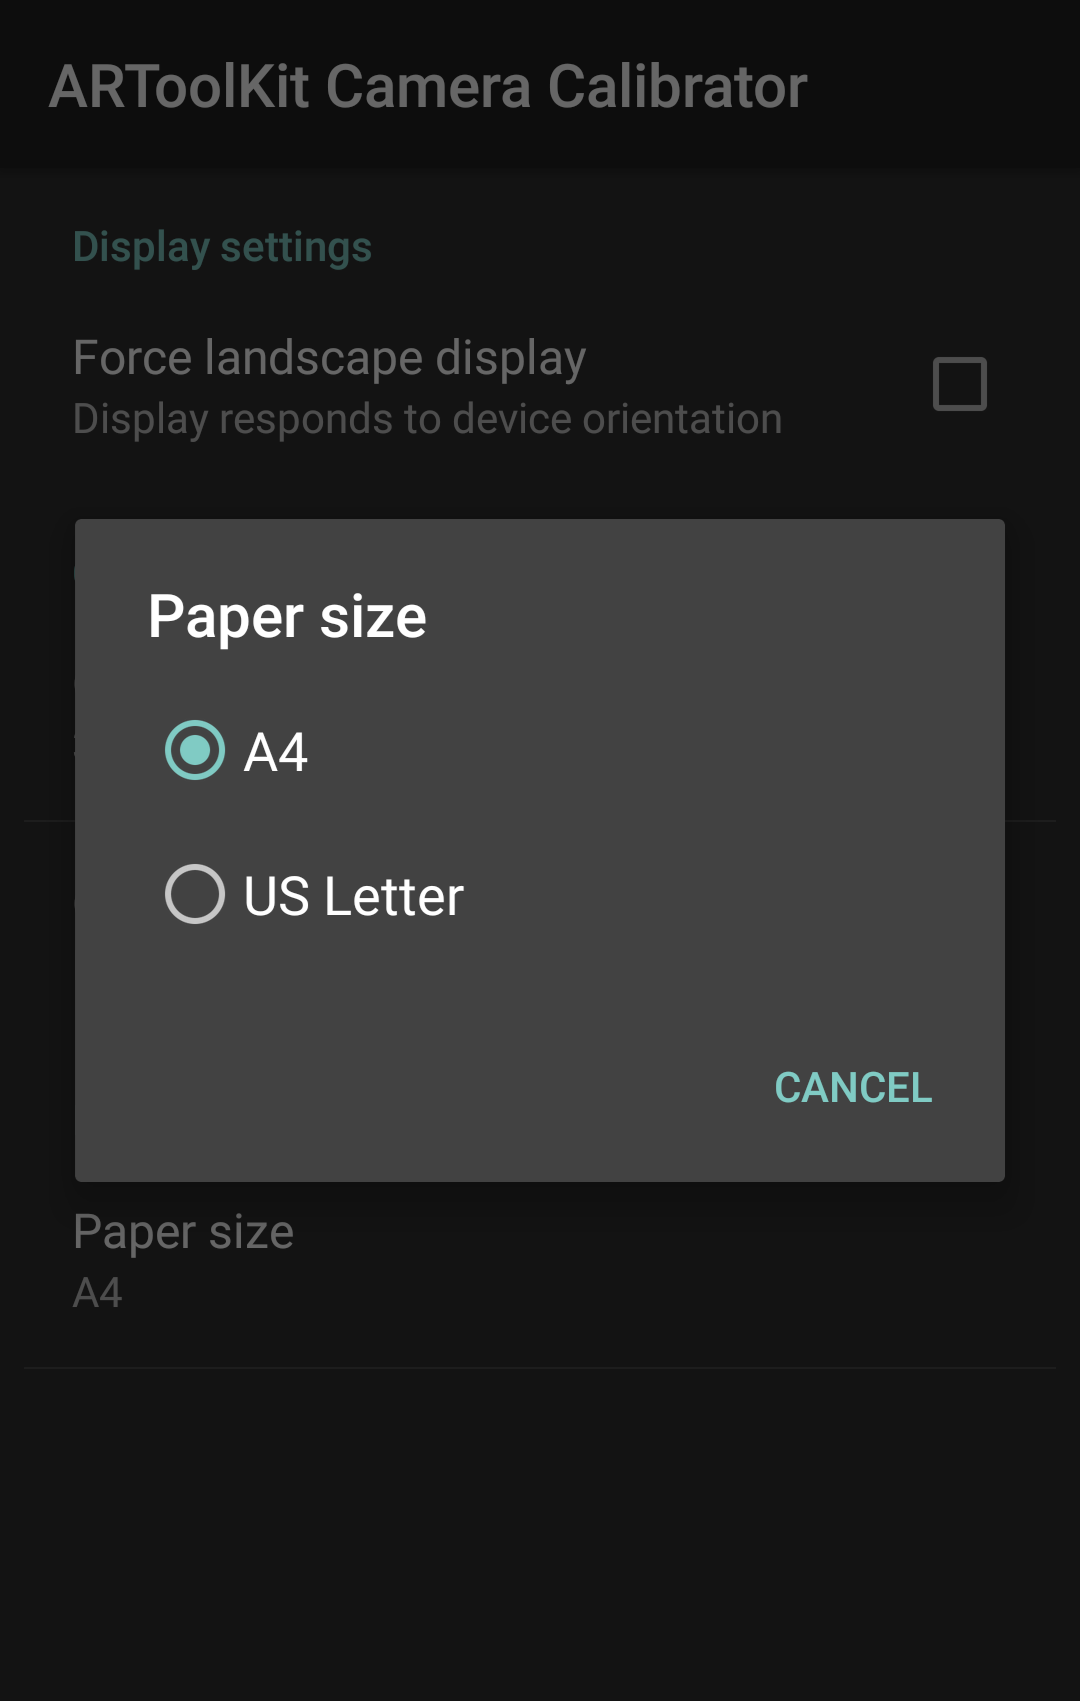 ARToolKit Camera Calibrator
Display settings
Force landscape display
Display responds to device orientation
Paper size
A4
US Letter
CANCEL
Paper size
A4